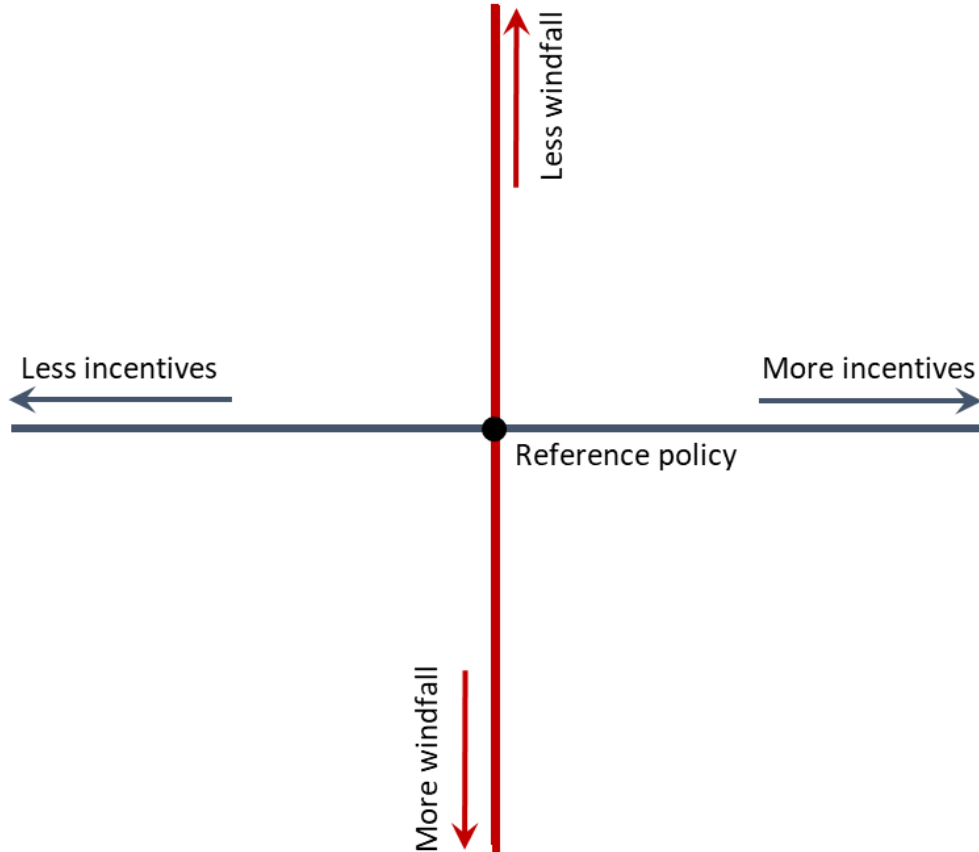 Less windfall
Less incentives
More incentives
Reference policy
More windfall